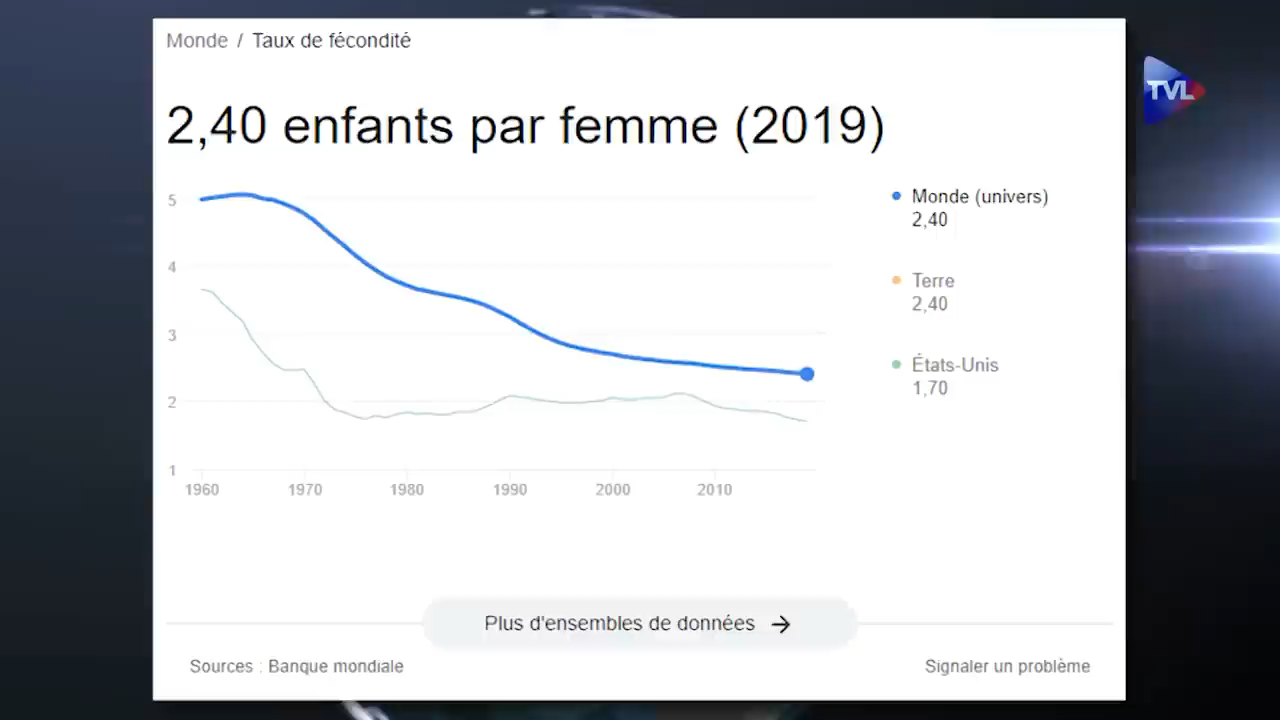 Monde / Taux de fécondité
TVL
2,40 enfants par femme (2019)
5
4
3
2
1
1960 1970 1980 1990 2000 2010
Monde (univers)
2,40
Terre
2,40
États-Unis
1,70
Plus d'ensembles de données →
Sources : Banque mondiale
Signaler un problème